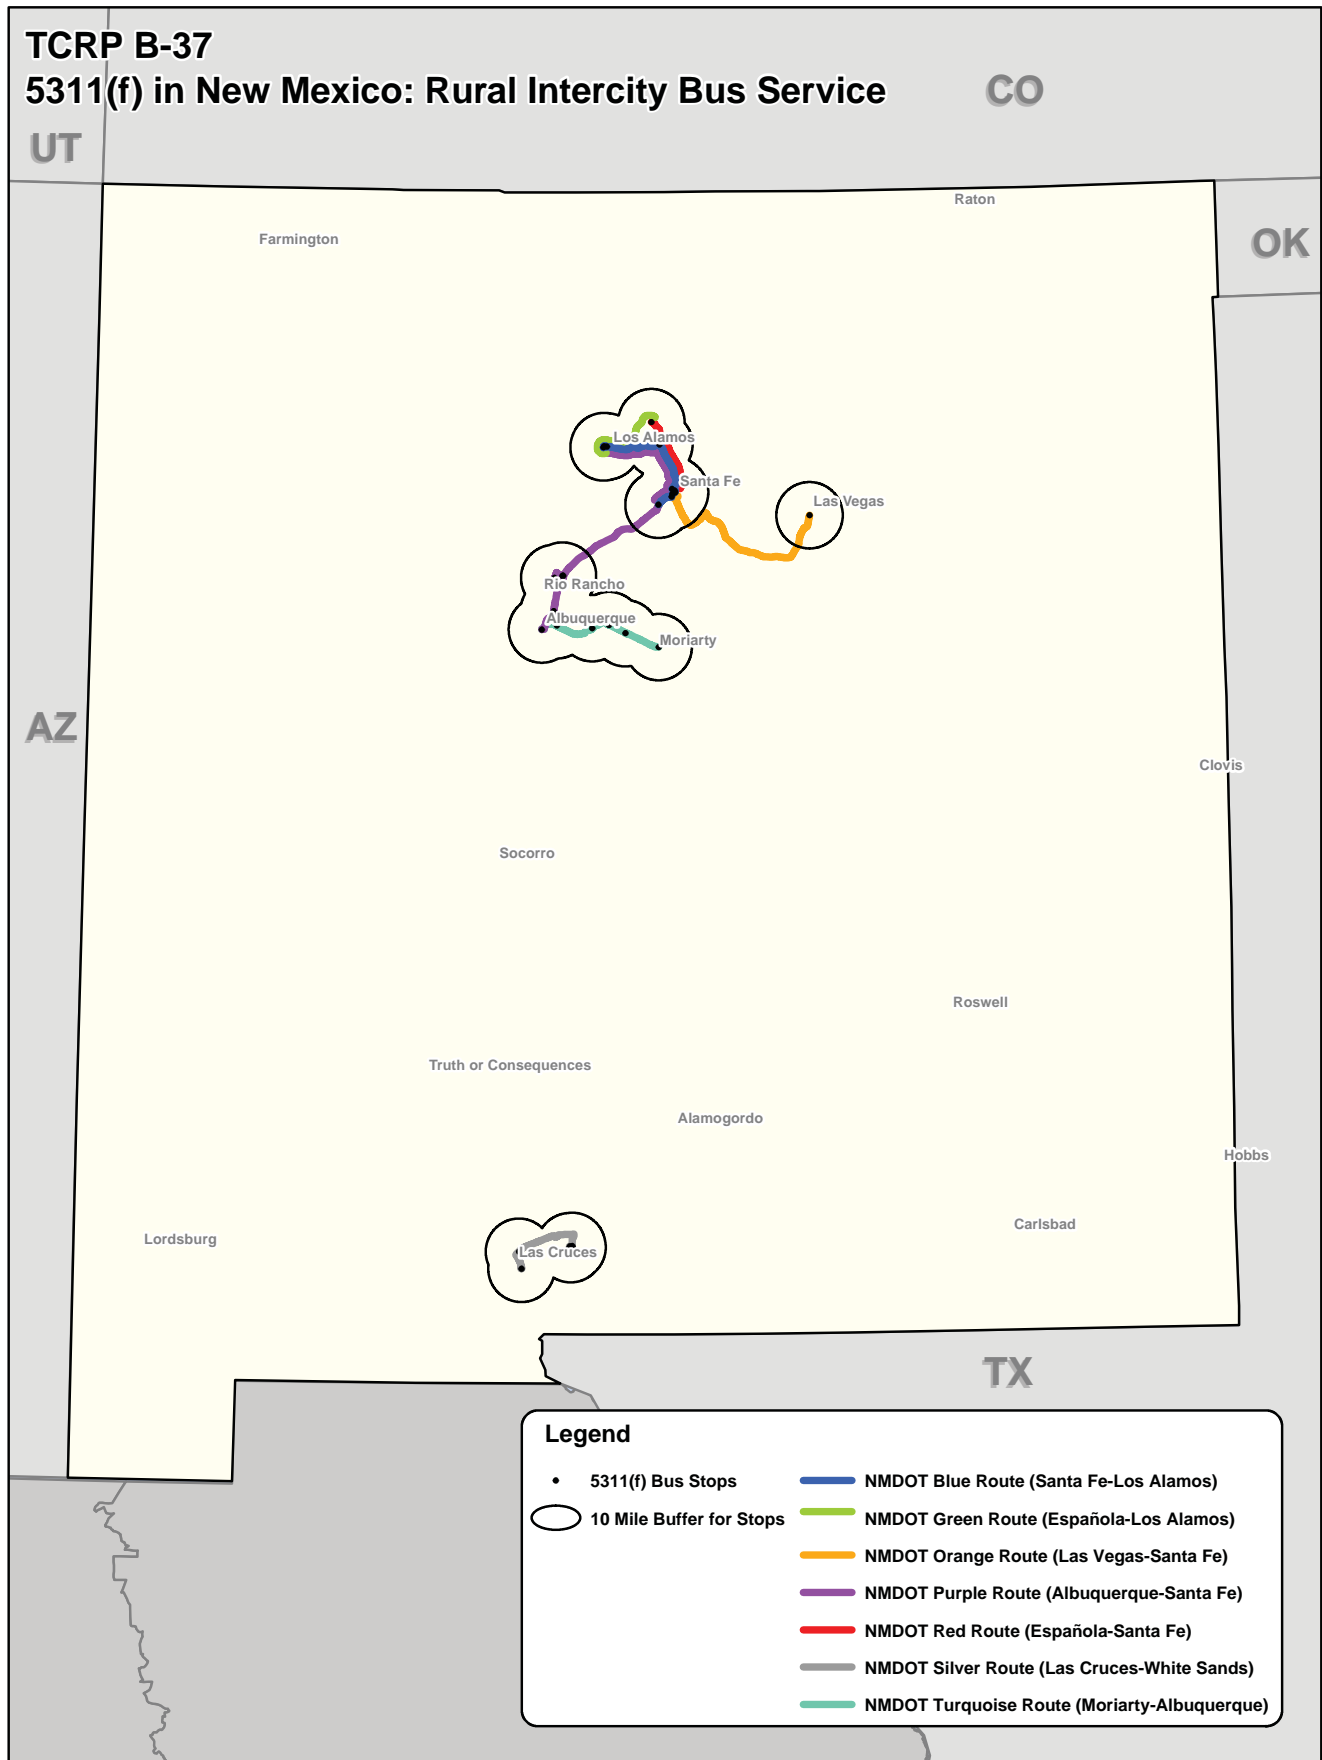 TCRP B-37
5311(f) in New Mexico: Rural Intercity Bus Service
CO
UT
Raton
Farmington
OK
Los Alamos
Santa Fe
Las Vegas
Rio Rancho
Albuquerque
Moriarty
AZ
Clovis
Socorro
Roswell
Truth or Consequences
Alamogordo
Hobbs
Carlsbad
Lordsburg
Las Cruces
TX
Legend
5311(f) Bus Stops
10 Mile Buffer for Stops
NMDOT Blue Route (Santa Fe-Los Alamos)
NMDOT Green Route (Española-Los Alamos)
NMDOT Orange Route (Las Vegas-Santa Fe)
NMDOT Purple Route (Albuquerque-Santa Fe)
NMDOT Red Route (Española-Santa Fe)
NMDOT Silver Route (Las Cruces-White Sands)
NMDOT Turquoise Route (Moriarty-Albuquerque)